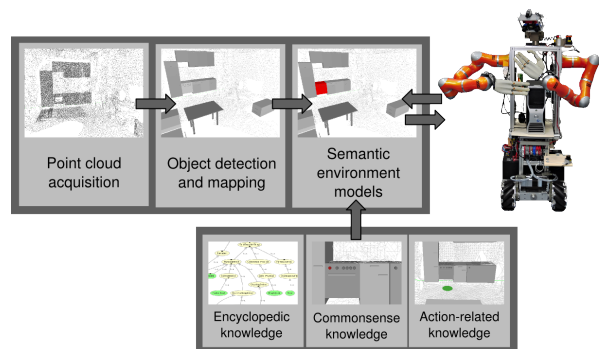 Point cloud
acquisition
Object detection
and mapping
Semantic
environment
models
Encyclopedic
knowledge
Commonsense
knowledge
Action-related
knowledge